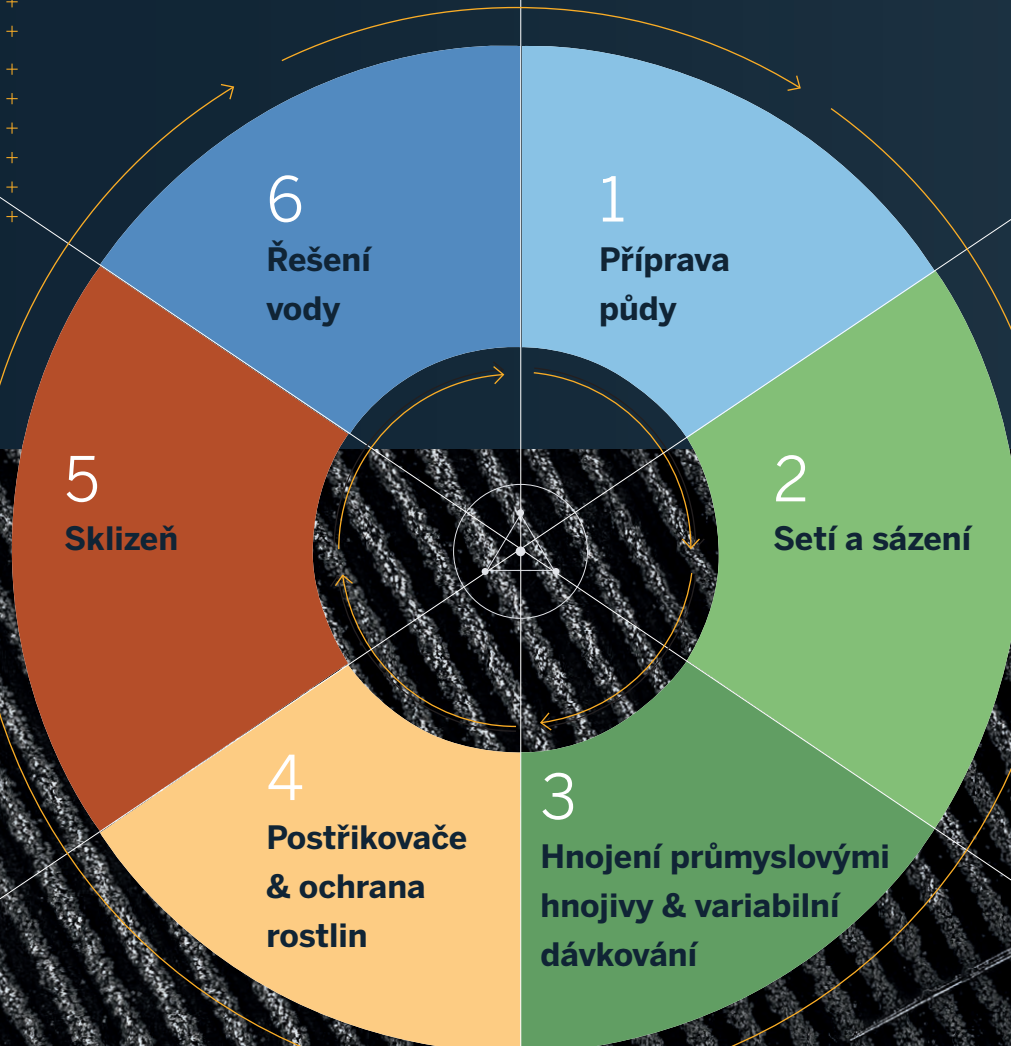 1
Příprava
půdy
2
Setí a sázení
3
Hnojení průmyslovými
hnojivy & variabilní
dávkování
4
Postřikovače
& ochrana
rostlin
5
Sklizeň
6
Řešení
vody